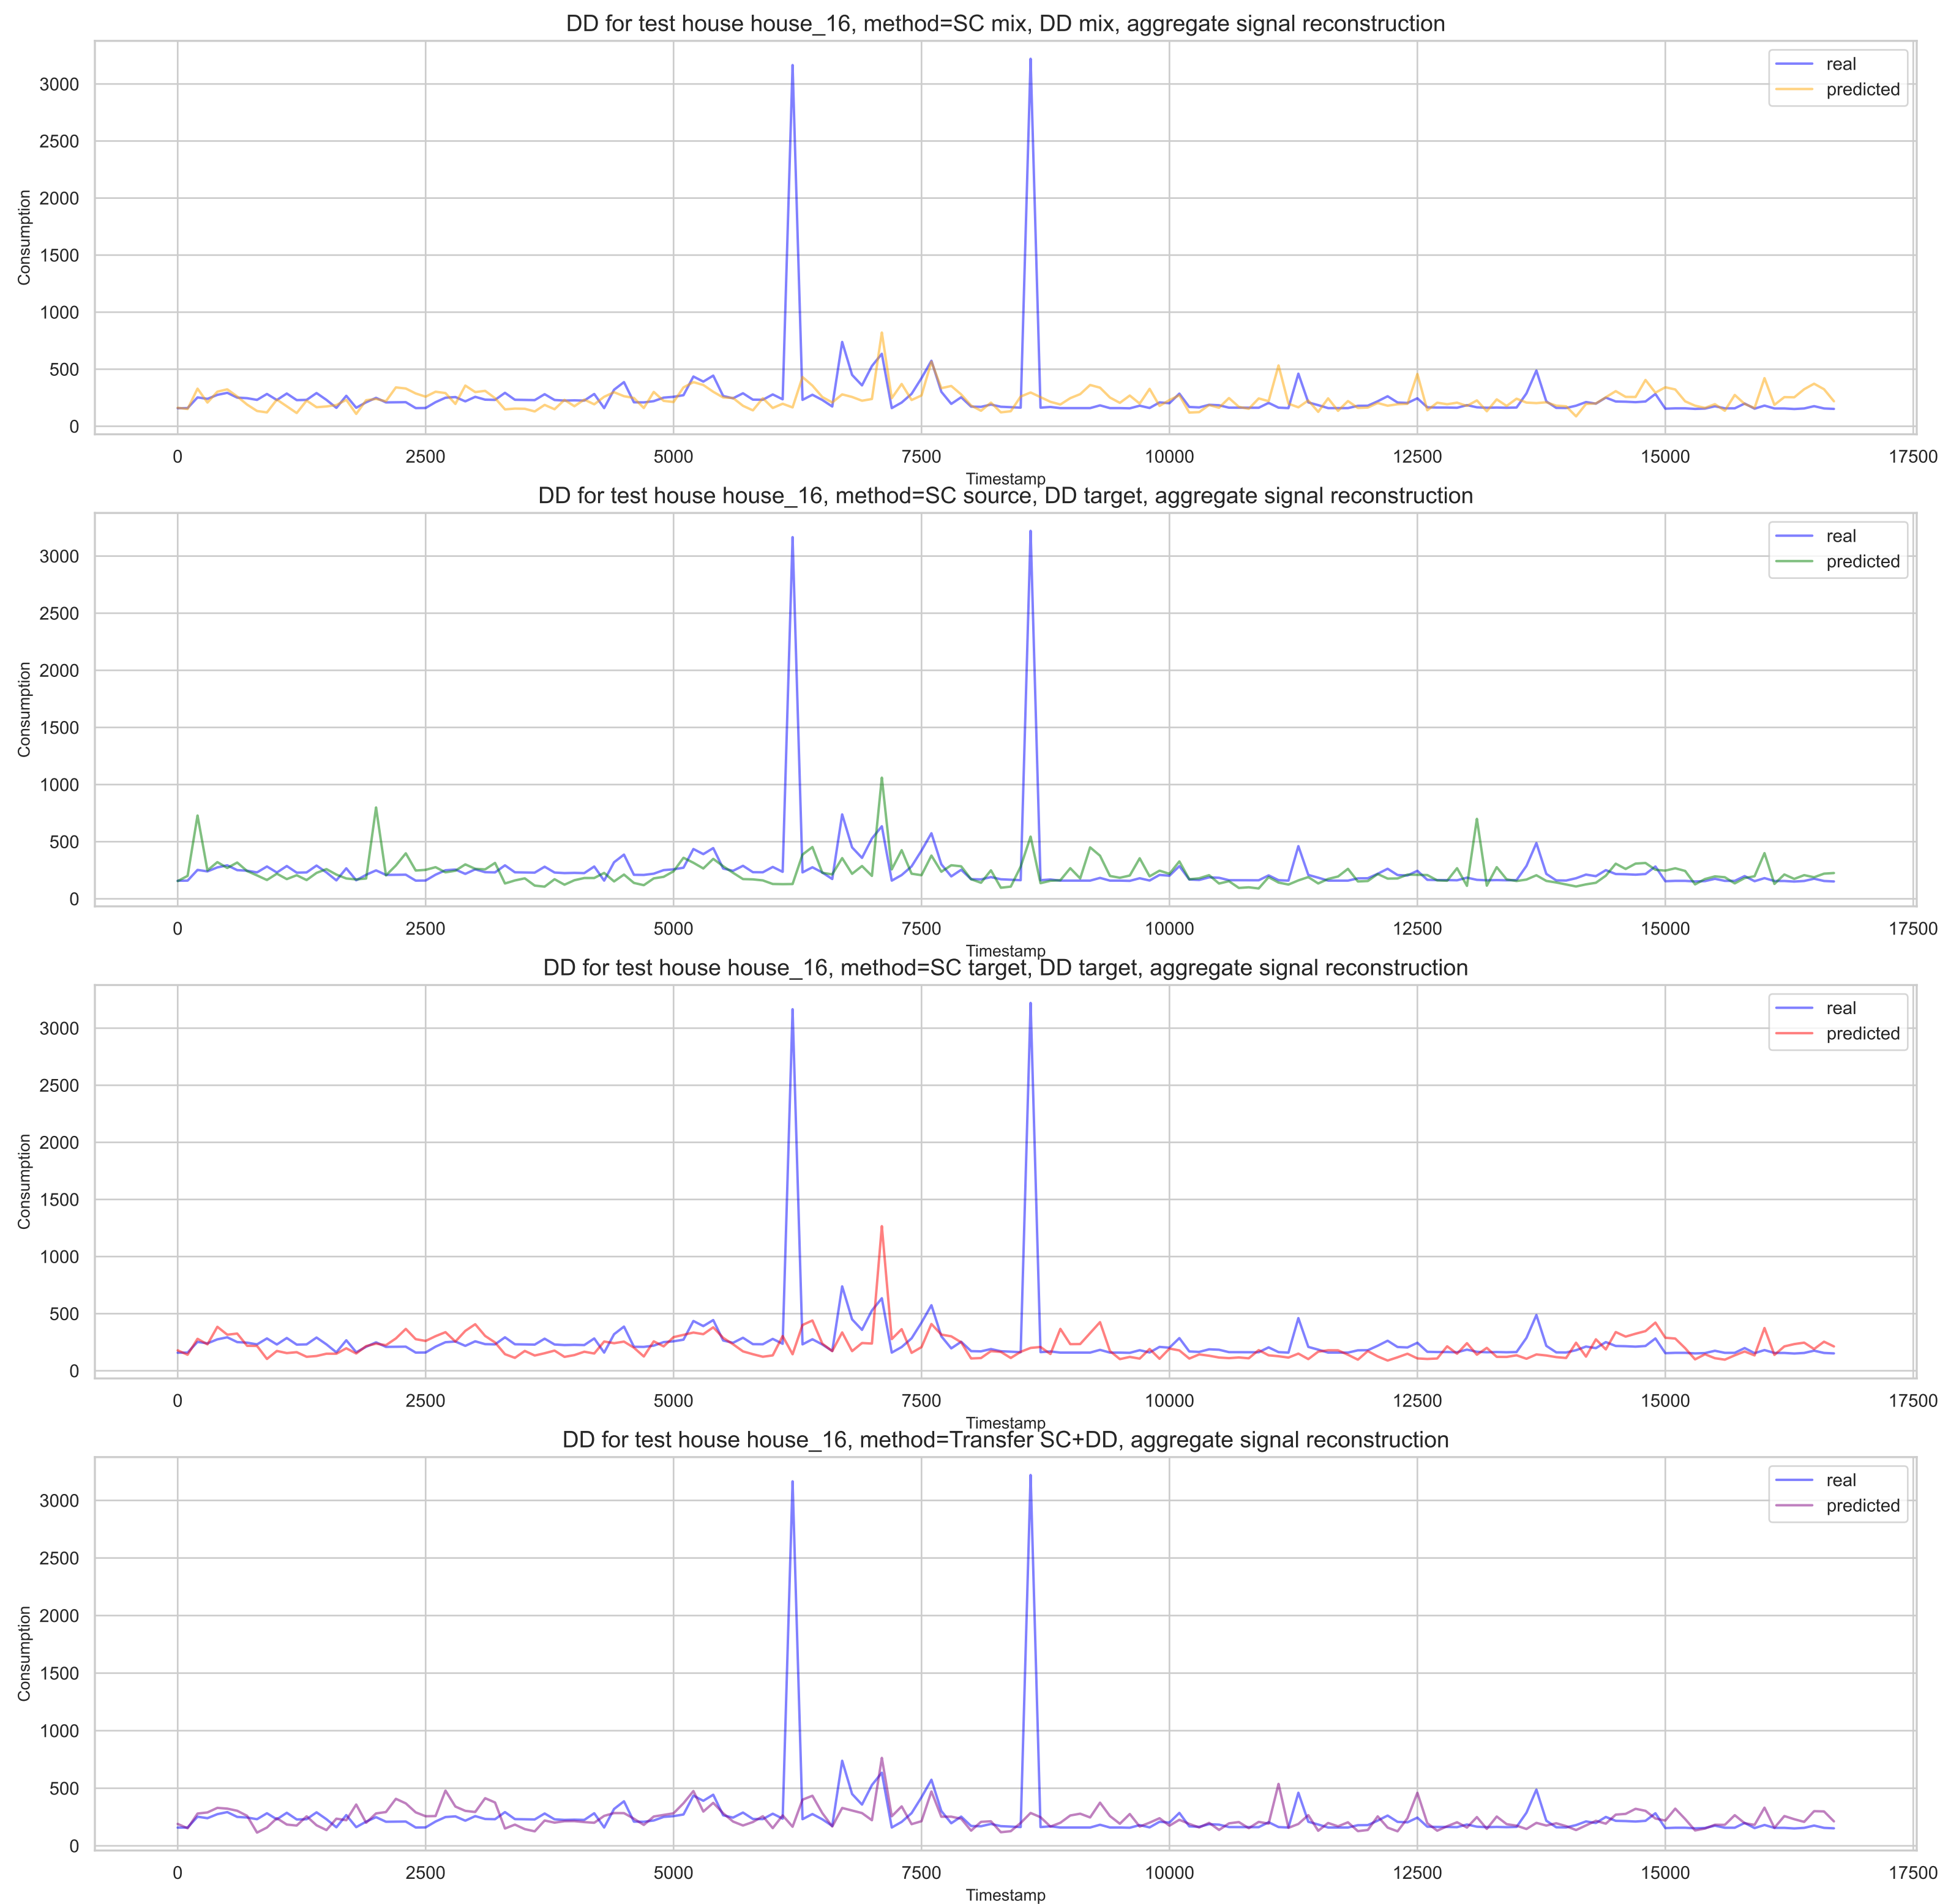 DD for test house house_16, method=SC mix, DD mix, aggregate signal reconstruction
3000
2500
2000
1500
1000
500
0
Consumption
real
predicted
0 2500 5000 7500 10000 12500 15000 17500
Timestamp
DD for test house house_16, method=SC source, DD target, aggregate signal reconstruction
3000
2500
2000
1500
1000
500
0
Consumption
real
predicted
0 2500 5000 7500 10000 12500 15000 17500
Timestamp
DD for test house house_16, method=SC target, DD target, aggregate signal reconstruction
3000
2500
2000
1500
1000
500
0
Consumption
real
predicted
0 2500 5000 7500 10000 12500 15000 17500
Timestamp
DD for test house house_16, method=Transfer SC+DD, aggregate signal reconstruction
3000
2500
2000
1500
1000
500
0
Consumption
real
predicted
0 2500 5000 7500 10000 12500 15000 17500
Timestamp